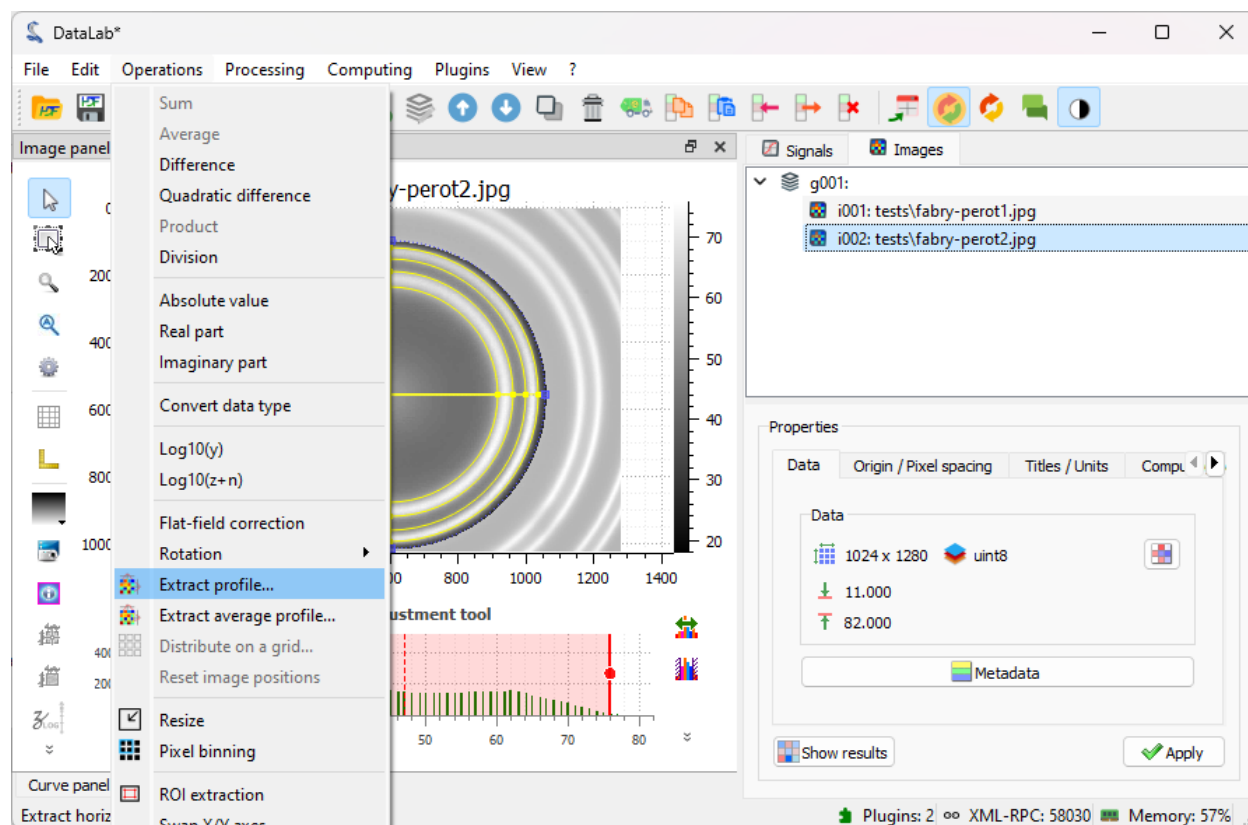 DataLab*
File Edit Operations Processing Computing Plugins View ?
Image panel
Sum
Average
Difference
Quadratic difference
Product
Division
Absolute value
Real part
Imaginary part
Convert data type
Log10(y)
Log10(z+n)
Flat-field correction
Rotation
Extract profile...
Extract average profile...
Distribute on a grid...
Reset image positions
Resize
Pixel binning
ROI extraction
Swap X/Y axes
0
200
400
600
800
1000
y-perot2.jpg
70
60
50
40
30
20
00 800 1000 1200 1400
ustment tool
400
200
50 60 70 80
Curve panel
Extract horiz
Signals Images
g001:
i001: tests\fabry-perot1.jpg
i002: tests\fabry-perot2.jpg
Properties
Data Origin / Pixel spacing Titles / Units Compu
Data
1024 x 1280 uint8
11.000
82.000
Metadata
Show results Apply
Plugins: 2 XML-RPC: 58030 Memory: 57%